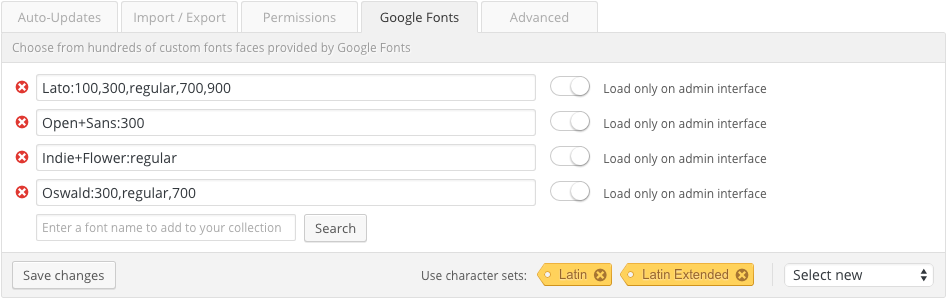 Auto-Updates Import / Export Permissions Google Fonts Advanced
Choose from hundreds of custom fonts faces provided by Google Fonts
Lato:100,300,regular,700,900 Load only on admin interface
Open+Sans:300 Load only on admin interface
Indie+Flower:regular Load only on admin interface
Oswald:300,regular,700 Load only on admin interface
Enter a font name to add to your collection Search
Save changes Use character sets: Latin Latin Extended Select new